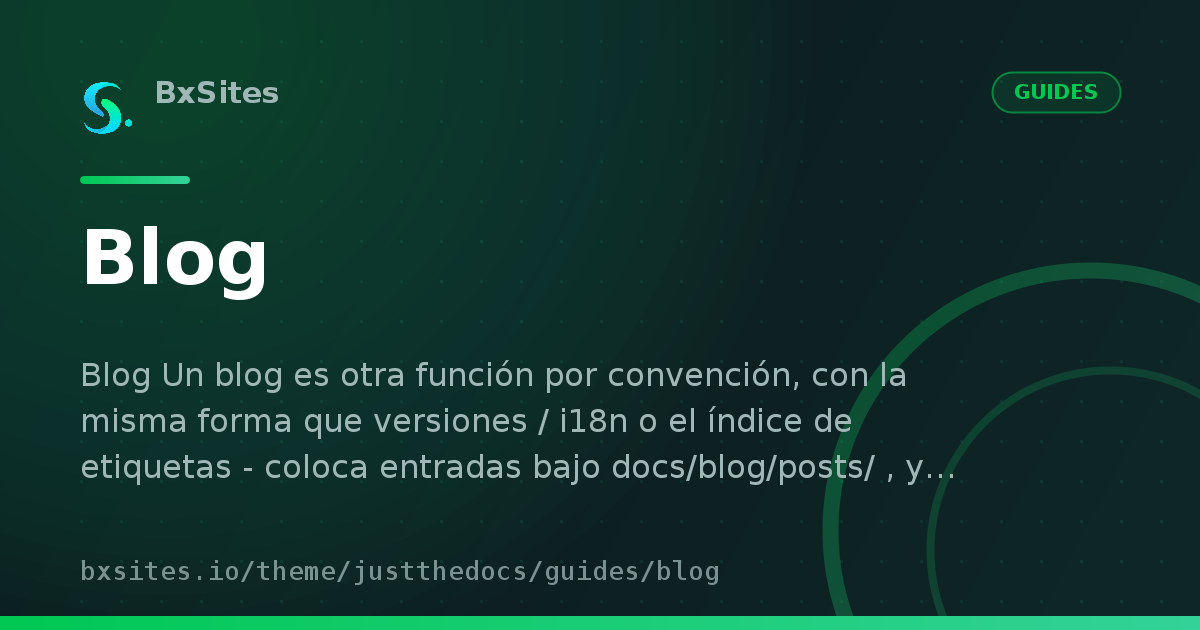 BxSites
GUIDES
Blog
Blog Un blog es otra función por convención, con la
misma forma que versiones / i18n o el índice de
etiquetas - coloca entradas bajo docs/blog/posts/ , y...
bxsites.io/theme/justthedocs/guides/blog